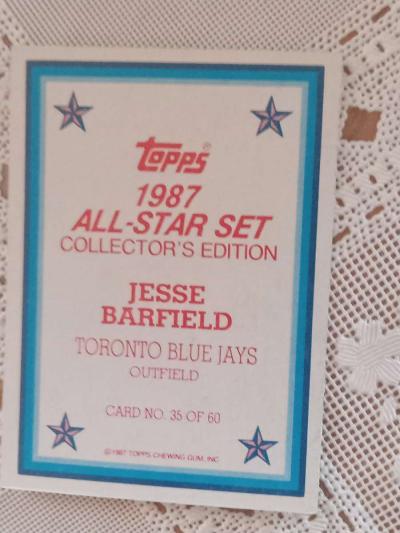 Topps®
1987
ALL-STAR SET
COLLECTOR'S EDITION
JESSE
BARFIELD
TORONTO BLUE JAYS
OUTFIELD
CARD NO. 35 OF 60
©1987 TOPPS CHEWING GUM, INC